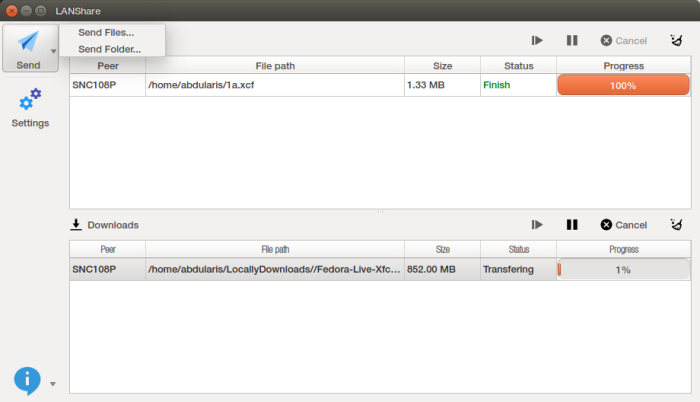 LANShare
Send Files...
Send Folder...
Cancel
Send
Peer File path Size Status Progress
SNC108P /home/abdularis/1a.xcf 1.33 MB Finish 100%
Settings
Downloads Cancel
Peer File path Size Status Progress
SNC108P /home/abdularis/LocallyDownloads//Fedora-Live-Xfc... 852.00 MB Transfering 1%